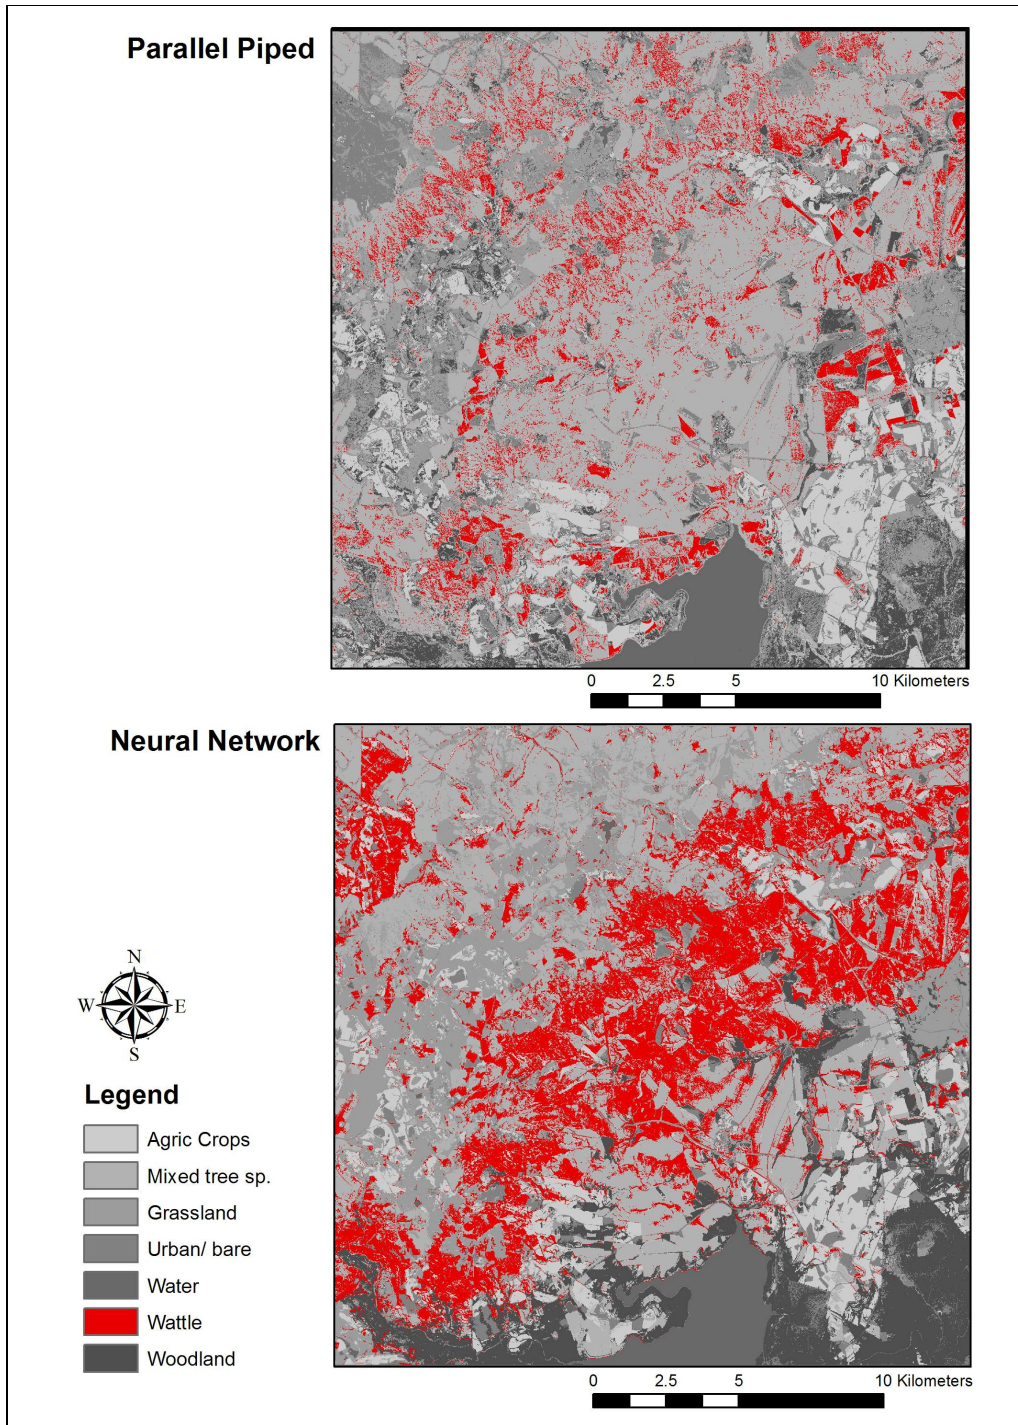 Parallel Piped
0 2.5 5 10 Kilometers
Neural Network
N
W E
S
Legend
Agric Crops
Mixed tree sp.
Grassland
Urban/ bare
Water
Wattle
Woodland
0 2.5 5 10 Kilometers